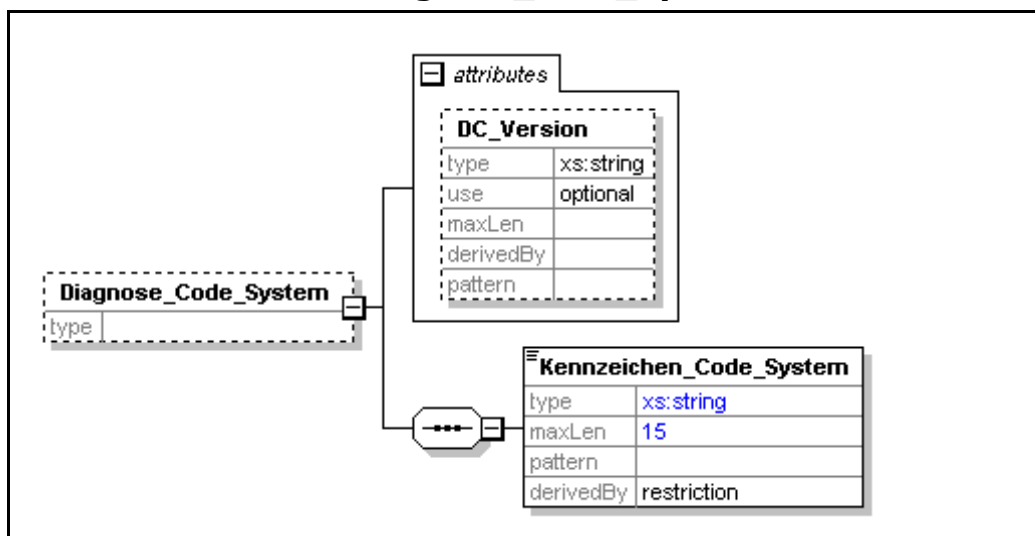 attributes
DC_Version
type xs:string
use optional
maxLen
derivedBy
pattern
Diagnose_Code_System
type
Kennzeichen_Code_System
type xs:string
maxLen 15
pattern
derivedBy restriction